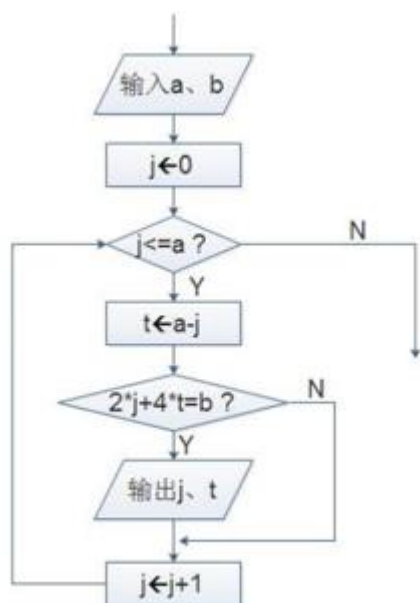 输入a、b
j←0
j<=a ?
N
Y
t←a-j
2*j+4*t=b ?
N
Y
输出j、t
j←j+1